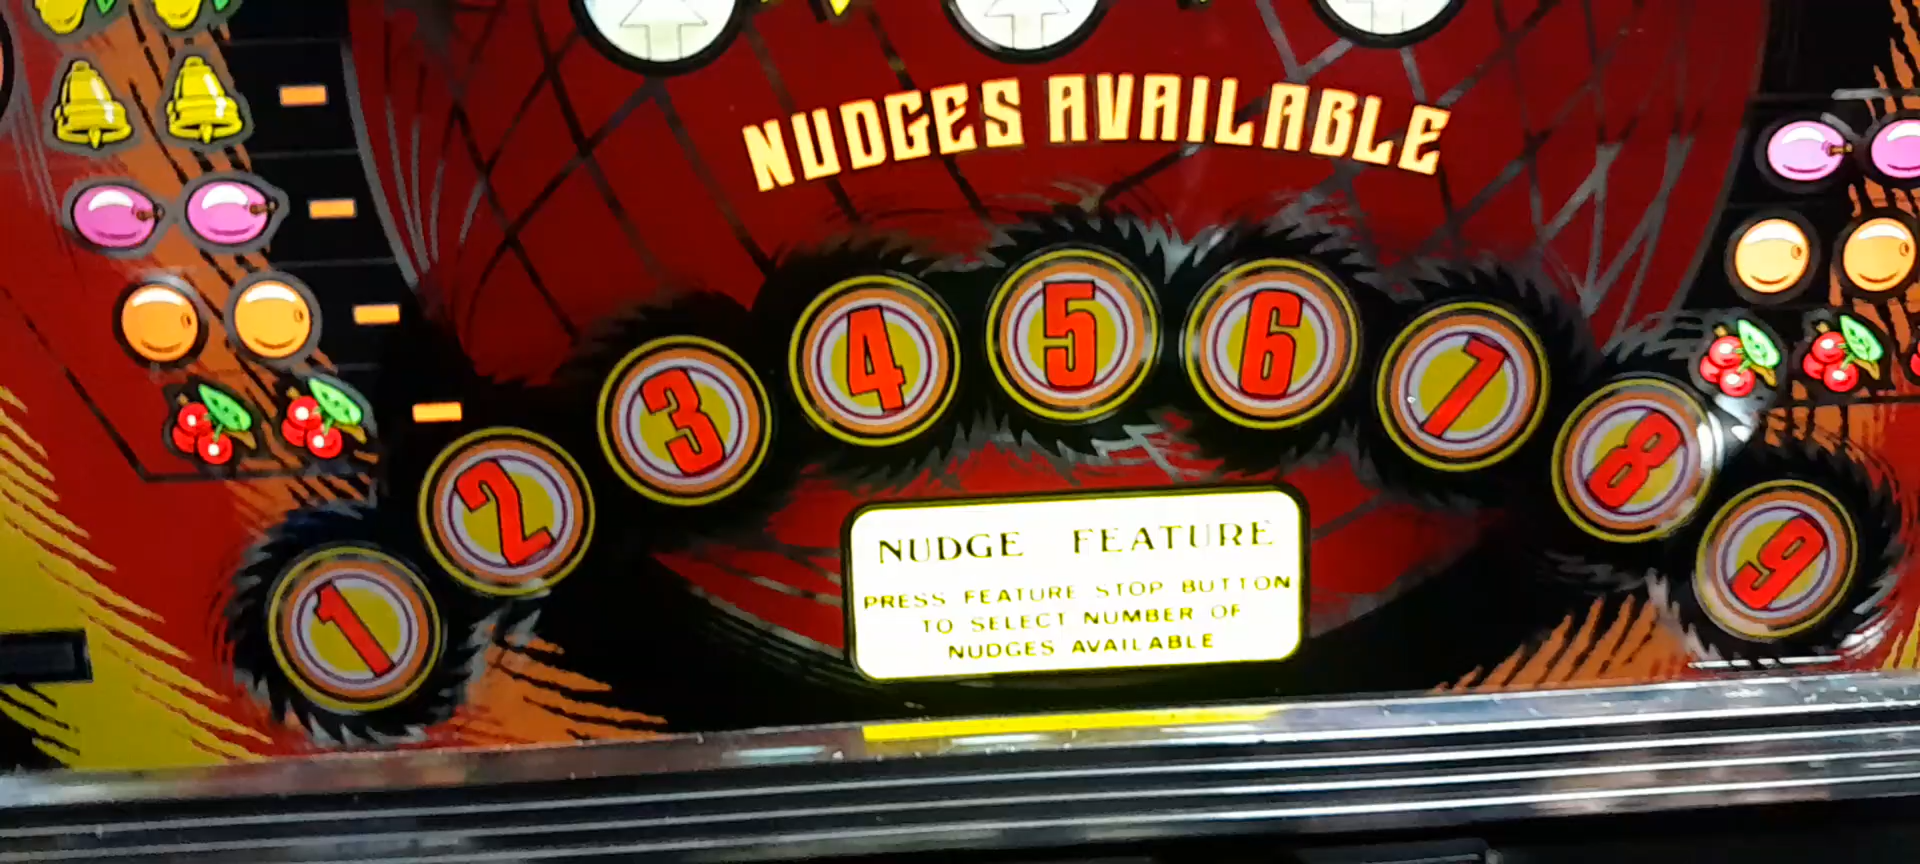 NUDGES AVAILABLE
1 2 3 4 5 6 7 8 9
NUDGE FEATURE
PRESS FEATURE STOP BUTTON
TO SELECT NUMBER OF
NUDGES AVAILABLE